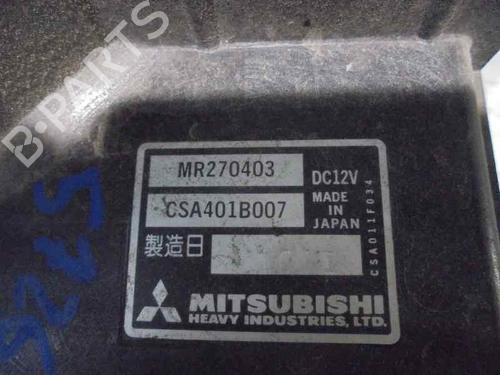 B-PARTS
MR270403
DC12V
CSA401B007
MADE
IN
JAPAN
製造日
CSA011F034
MITSUBISHI
HEAVY INDUSTRIES, LTD.